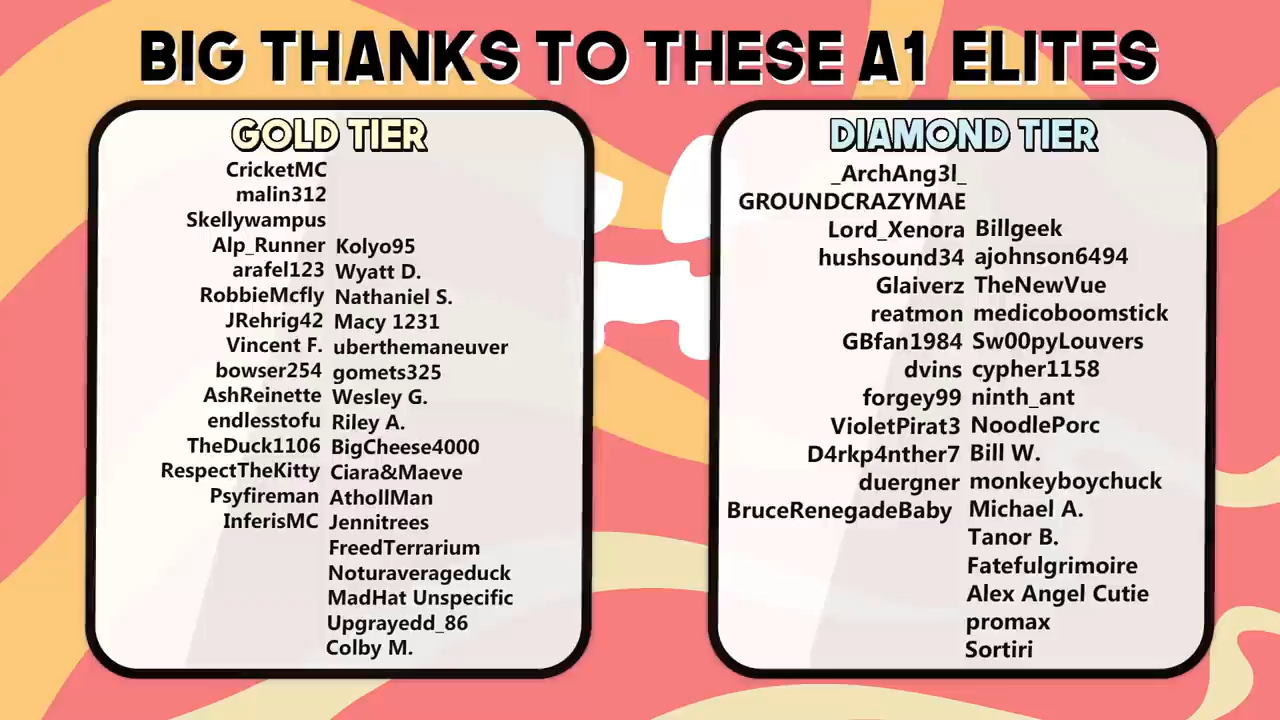 BIG THANKS TO THESE A1 ELITES
GOLD TIER
CricketMC
malin312
Skellywampus
Alp_Runner
arafel123
RobbieMcfly
JRehrig42
Vincent F.
bowser254
AshReinette
endlesstofu
TheDuck1106
RespectTheKitty
Psyfireman
InferisMC
Kolyo95
Wyatt D.
Nathaniel S.
Macy 1231
uberthemaneuver
gomets325
Wesley G.
Riley A.
BigCheese4000
Ciara&Maeve
AthollMan
Jennitrees
FreedTerrarium
Noturaverageduck
MadHat Unspecific
Upgrayedd_86
Colby M.
DIAMOND TIER
_ArchAng3l_
GROUNDCRAZYMAE
Lord_Xenora
hushsound34
Glaiverz
reatmon
GBfan1984
dvins
forgey99
VioletPirat3
D4rkp4nther7
duergner
BruceRenegadeBaby
Billgeek
ajohnson6494
TheNewVue
medicoboomstick
Sw00pyLouvers
cypher1158
ninth_ant
NoodlePorc
Bill W.
monkeyboychuck
Michael A.
Tanor B.
Fatefulgrimoire
Alex Angel Cutie
promax
Sortiri